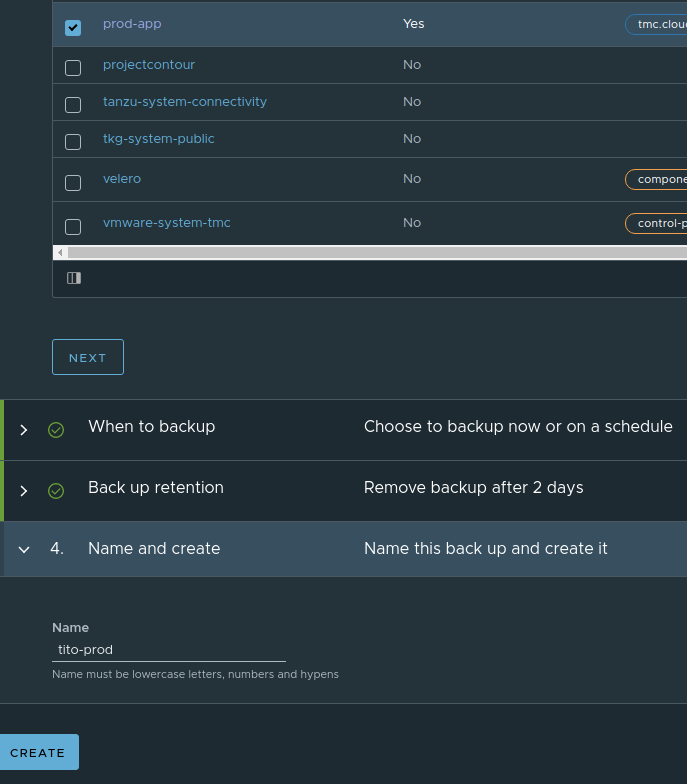 prod-app Yes tmc.clou
projectcontour No
tanzu-system-connectivity No
tkg-system-public No
velero No compone
vmware-system-tmc No control-p
NEXT
When to backup Choose to backup now or on a schedule
Back up retention Remove backup after 2 days
4. Name and create Name this back up and create it
Name
tito-prod
Name must be lowercase letters, numbers and hypens
CREATE